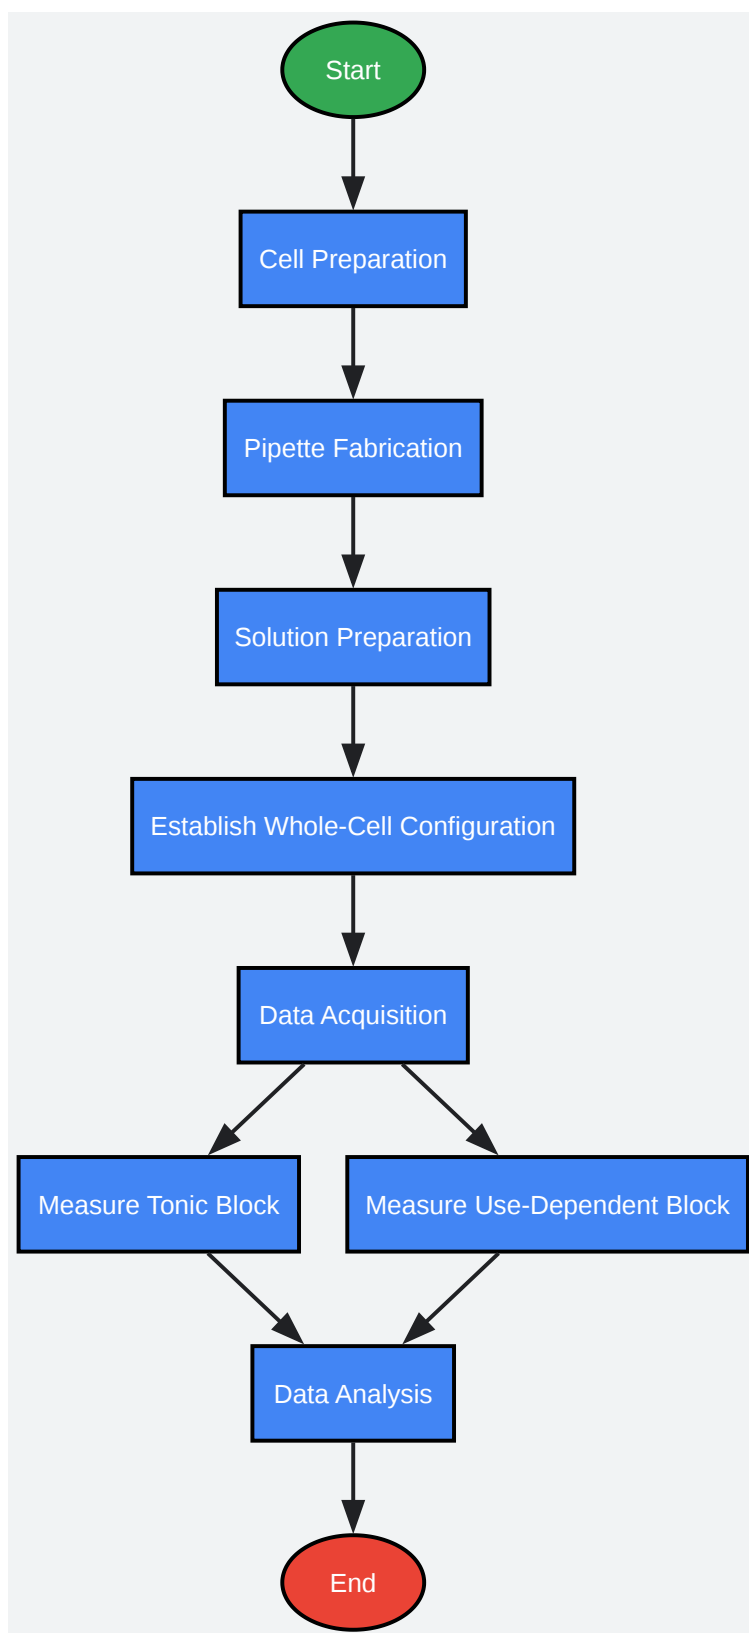 Start
Cell Preparation
Pipette Fabrication
Solution Preparation
Establish Whole-Cell Configuration
Data Acquisition
Measure Tonic Block
Measure Use-Dependent Block
Data Analysis
End